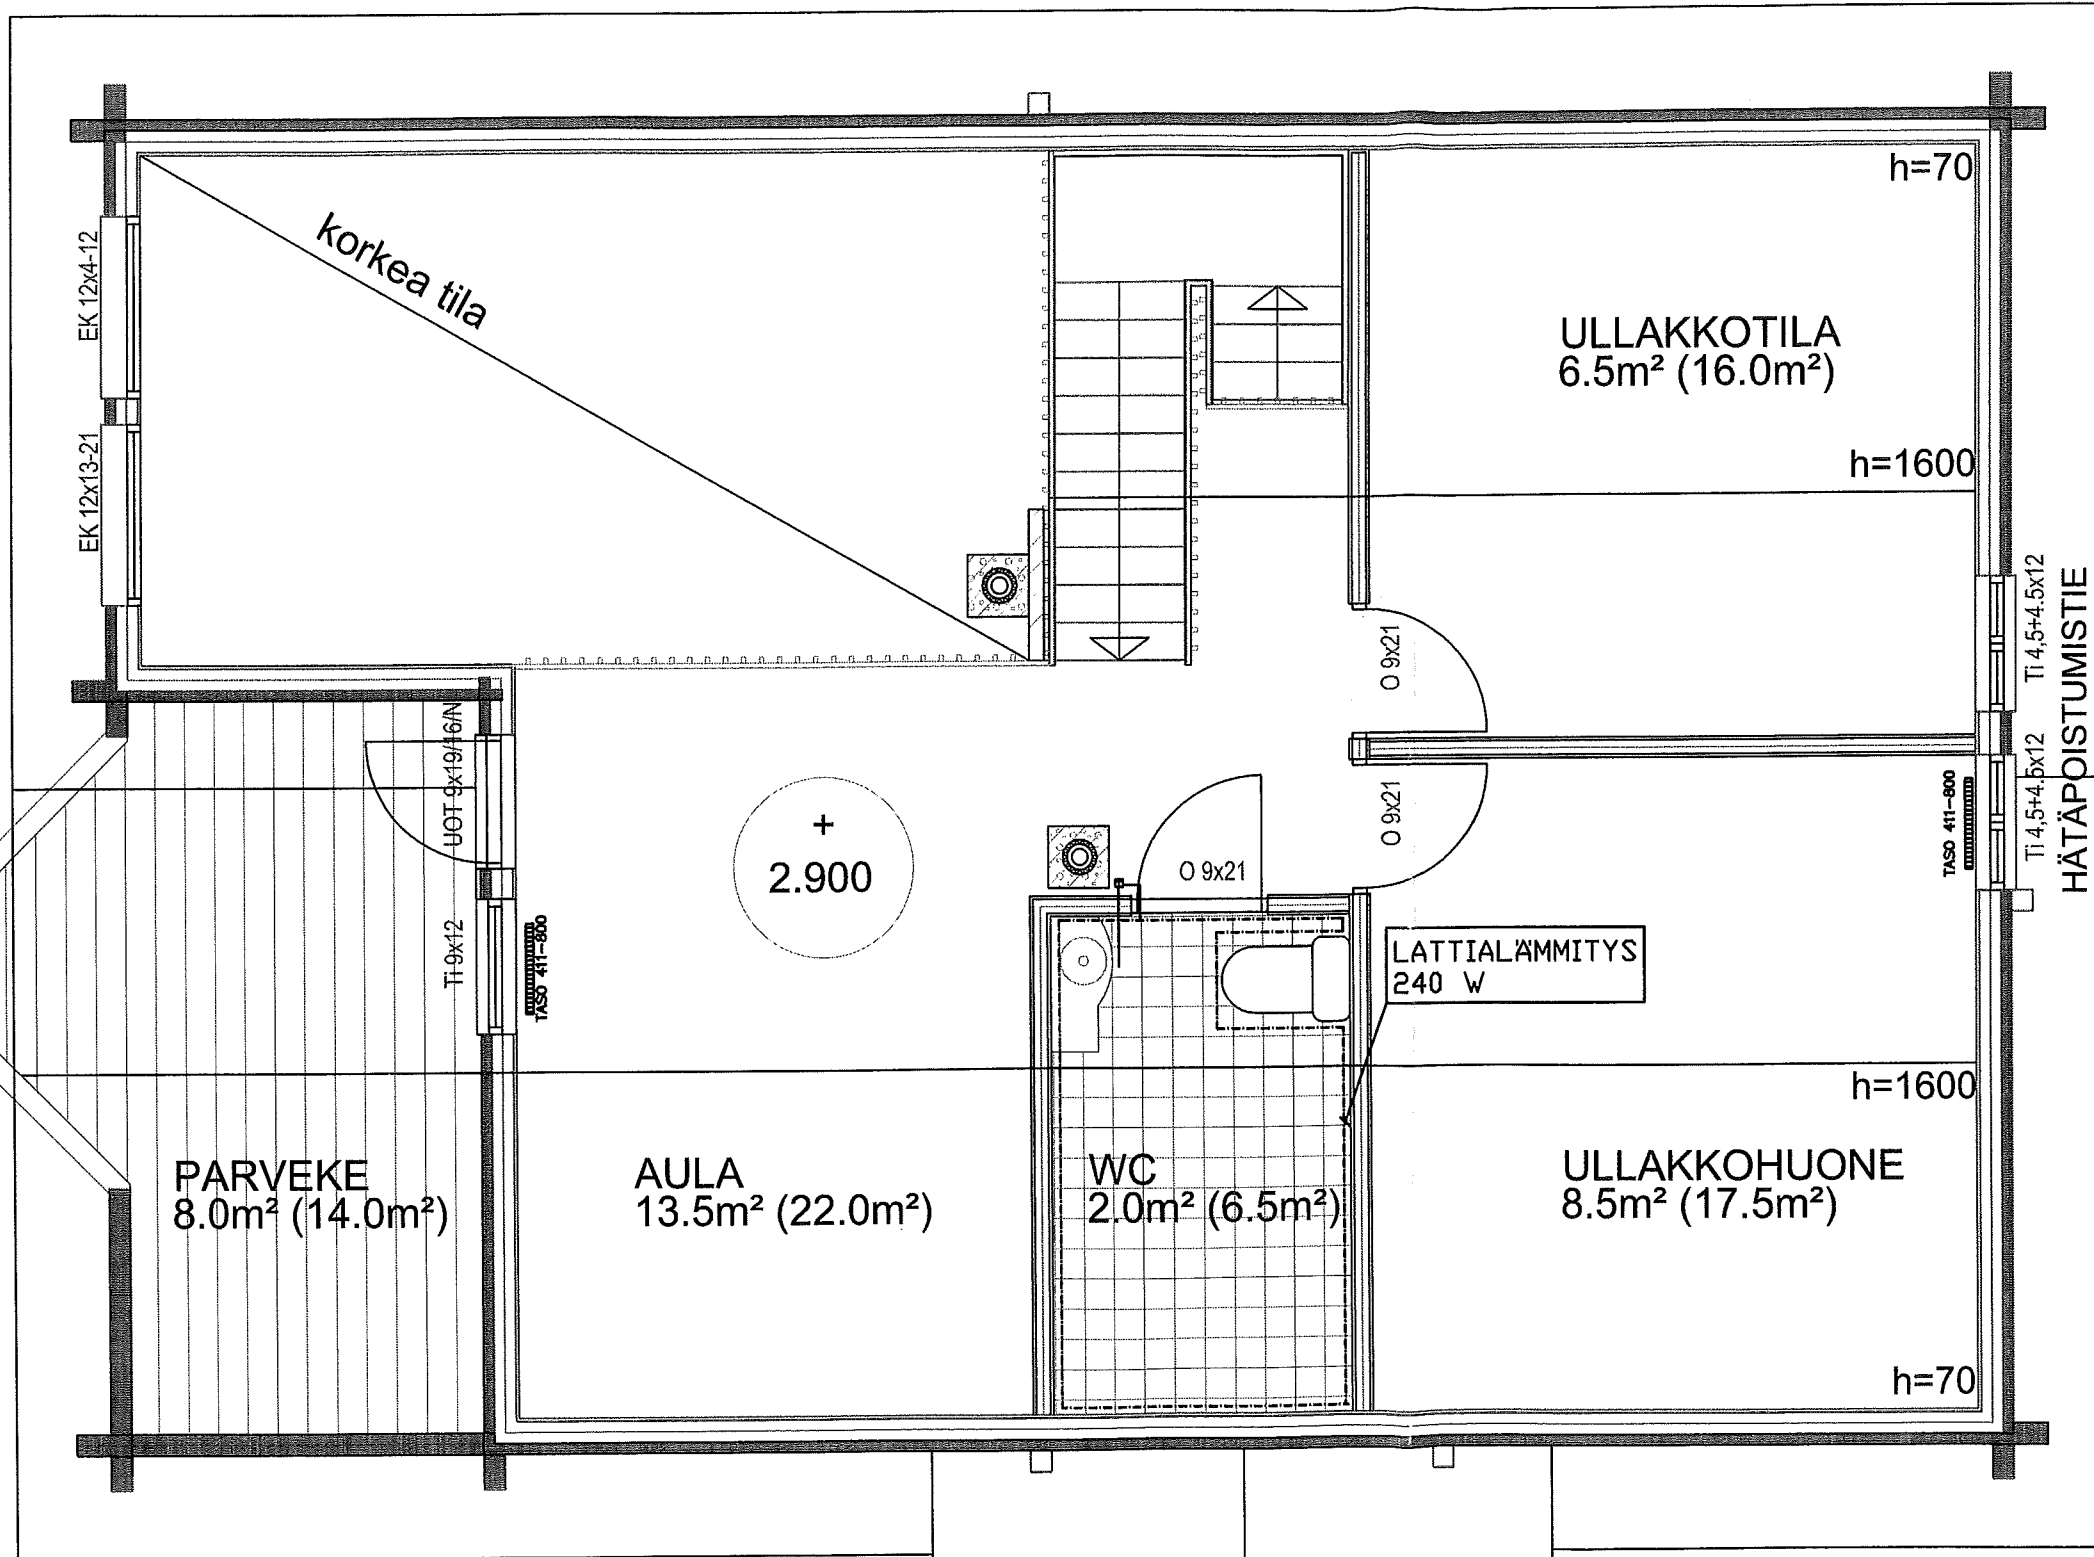 h=70
korkea tila
EK 12x4-12
ULLAKKOTILA
6.5m² (16.0m²)
h=1600
EK 12x13-21
Ti 4,5+4.5x12
O 9x21
HÄTÄPOISTUMISTIE
UOT 9x19/16/N
Ti 4,5+4.5x12
TASO 411-800
O 9x21
+
2.900
O 9x21
Ti 9x12
TASO 411-800
LATTIALÄMMITYS
240 W
h=1600
PARVEKE
8.0m² (14.0m²)
AULA
13.5m² (22.0m²)
WC
2.0m² (6.5m²)
ULLAKKOHUONE
8.5m² (17.5m²)
h=70